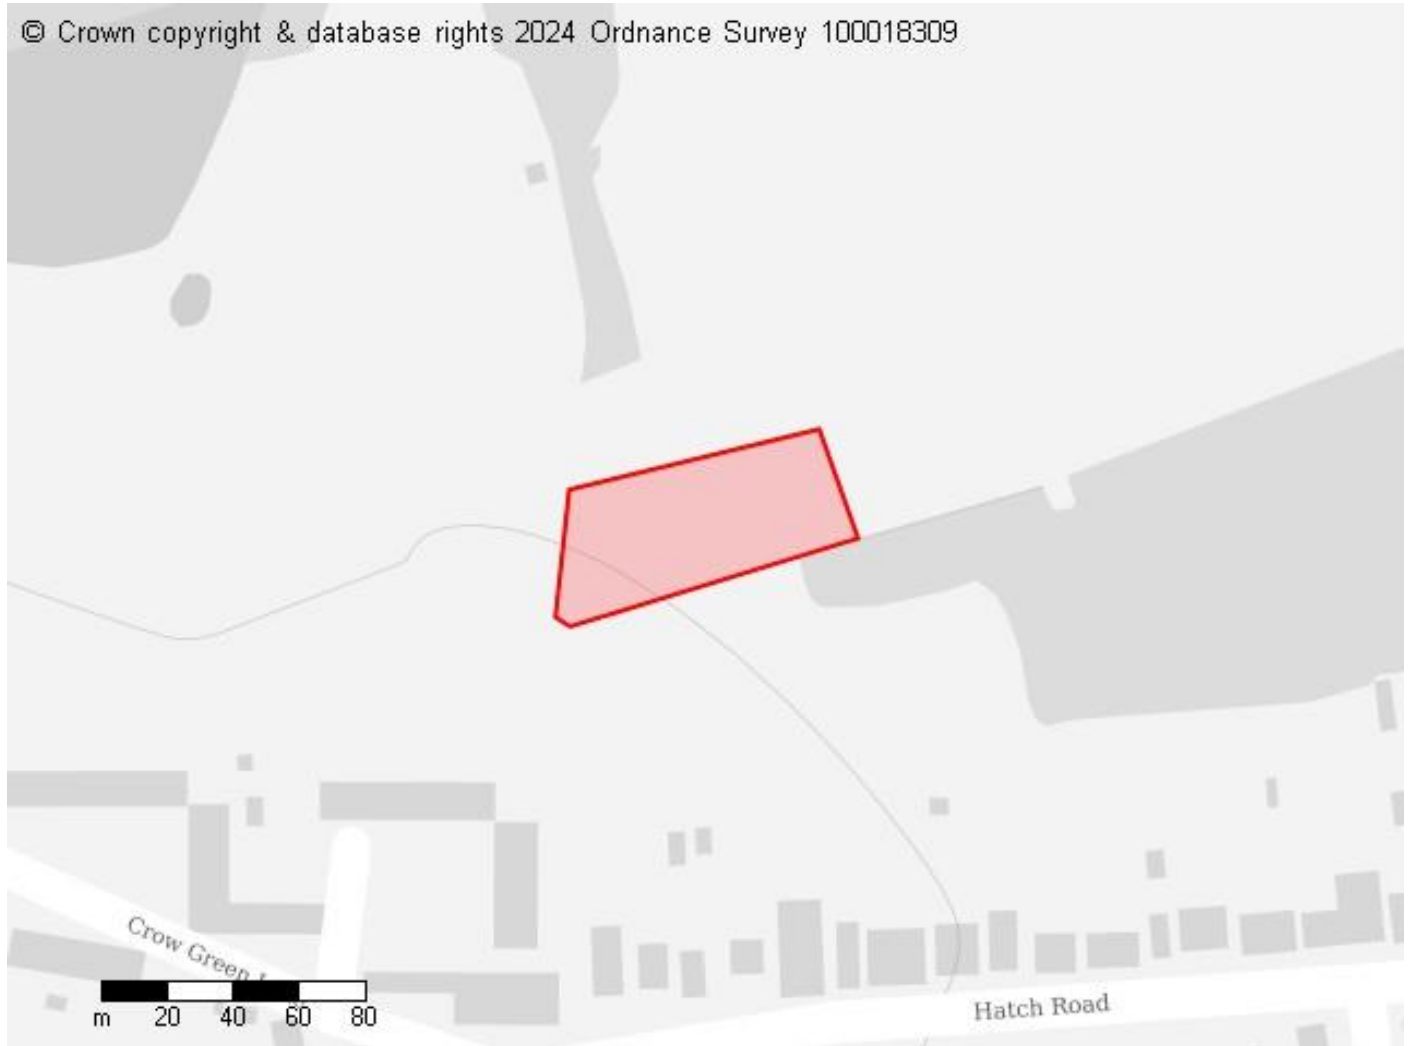 © Crown copyright & database rights 2024 Ordnance Survey 100018309
Crow Green
Hatch Road
m 20 40 60 80